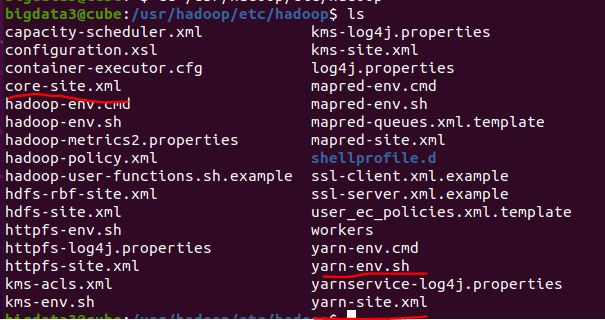 bigdata3@cube:/usr/hadoop/etc/hadoop$ ls
capacity-scheduler.xml kms-log4j.properties
configuration.xsl kms-site.xml
container-executor.cfg log4j.properties
core-site.xml mapred-env.cmd
hadoop-env.cmd mapred-env.sh
hadoop-env.sh mapred-queues.xml.template
hadoop-metrics2.properties mapred-site.xml
hadoop-policy.xml shellprofile.d
hadoop-user-functions.sh.example ssl-client.xml.example
hdfs-rbf-site.xml ssl-server.xml.example
hdfs-site.xml user_ec_policies.xml.template
httpfs-env.sh workers
httpfs-log4j.properties yarn-env.cmd
httpfs-site.xml yarn-env.sh
kms-acls.xml yarnservice-log4j.properties
kms-env.sh yarn-site.xml
bigdata3@cube:/usr/hadoop/etc/hadoop$